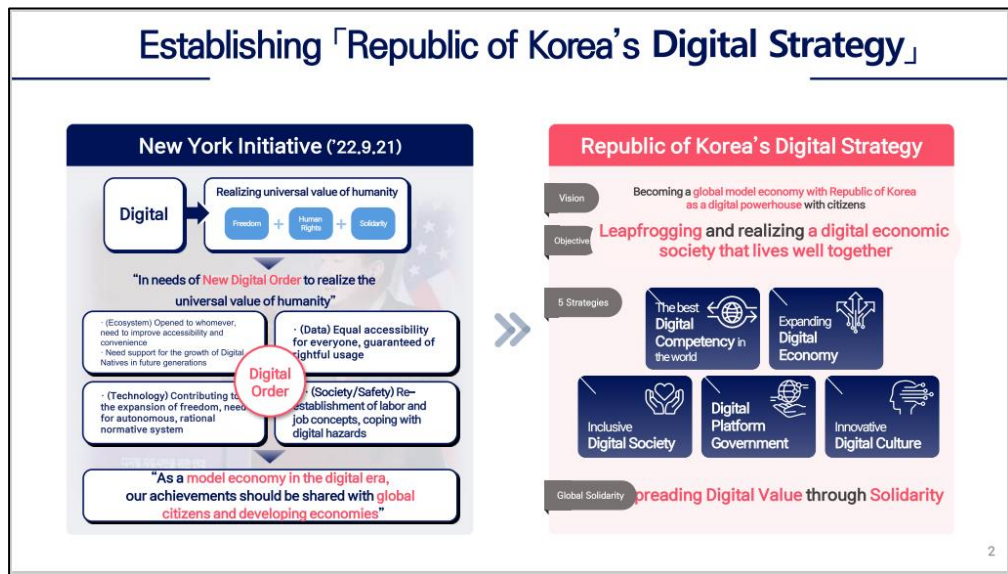 Establishing「Republic of Korea's Digital Strategy」
New York Initiative ('22.9.21)
Digital
Realizing universal value of humanity
Freedom + Human Rights + Solidarity
"In needs of New Digital Order to realize the
universal value of humanity"
· (Ecosystem) Opened to whomever,
need to improve accessibility and
convenience
· Need support for the growth of Digital
Natives in future generations
· (Data) Equal accessibility
for everyone, guaranteed of
rightful usage
Digital
Order
· (Technology) Contributing to
the expansion of freedom, need
for autonomous, rational
normative system
· (Society/Safety) Re-
establishment of labor and
job concepts, coping with
digital hazards
"As a model economy in the digital era,
our achievements should be shared with global
citizens and developing economies"
Republic of Korea's Digital Strategy
Vision
Becoming a global model economy with Republic of Korea
as a digital powerhouse with citizens
Objective
Leapfrogging and realizing a digital economic
society that lives well together
5 Strategies
The best
Digital
Competency in
the world
Expanding
Digital
Economy
Inclusive
Digital Society
Digital
Platform
Government
Innovative
Digital Culture
Global Solidarity
preading Digital Value through Solidarity
2